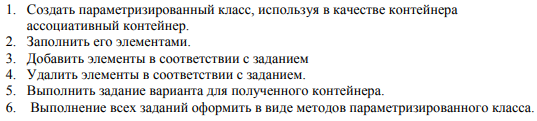 1. Создать параметризированный класс, используя в качестве контейнера
ассоциативный контейнер.
2. Заполнить его элементами.
3. Добавить элементы в соответствии с заданием
4. Удалить элементы в соответствии с заданием.
5. Выполнить задание варианта для полученного контейнера.
6. Выполнение всех заданий оформить в виде методов параметризированного класса.